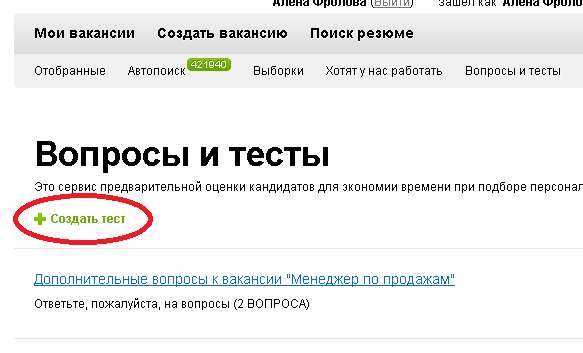 Алена Фролова (Выйти) зашел как Алена Фроло
Мои вакансии Создать вакансию Поиск резюме
Отобранные Автопоиск 421940 Выборки Хотят у нас работать Вопросы и тесты
Вопросы и тесты
Это сервис предварительной оценки кандидатов для экономии времени при подборе персонал
Создать тест
Дополнительные вопросы к вакансии "Менеджер по продажам"
Ответьте, пожалуйста, на вопросы (2 ВОПРОСА)